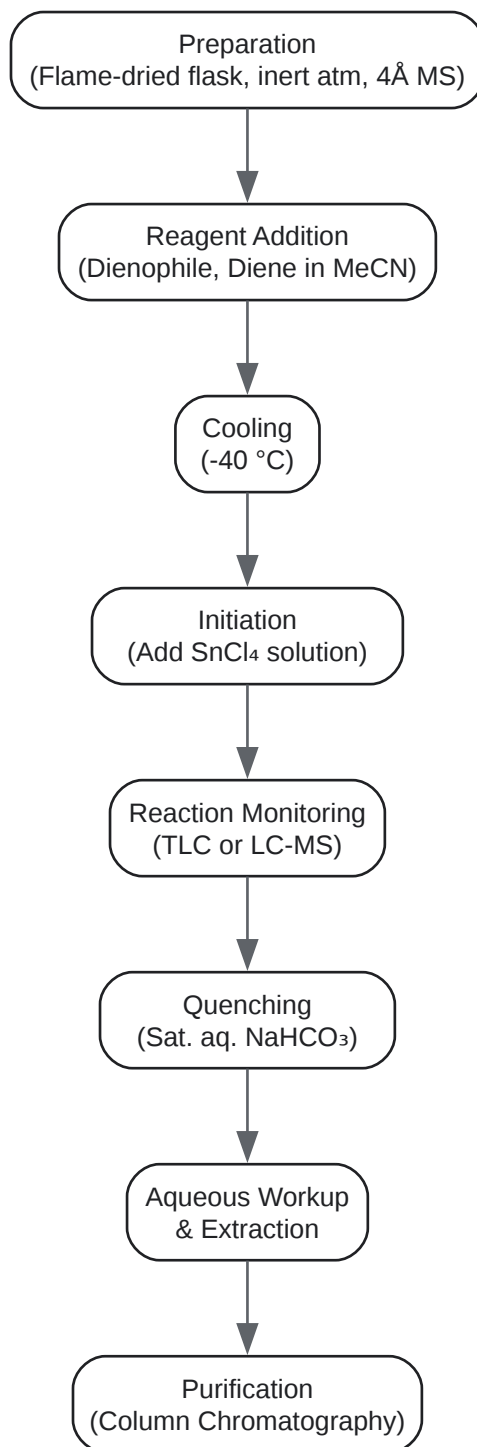 Preparation
(Flame-dried flask, inert atm, 4Å MS)
Reagent Addition
(Dienophile, Diene in MeCN)
Cooling
(-40 °C)
Initiation
(Add SnCl₄ solution)
Reaction Monitoring
(TLC or LC-MS)
Quenching
(Sat. aq. NaHCO₃)
Aqueous Workup
& Extraction
Purification
(Column Chromatography)